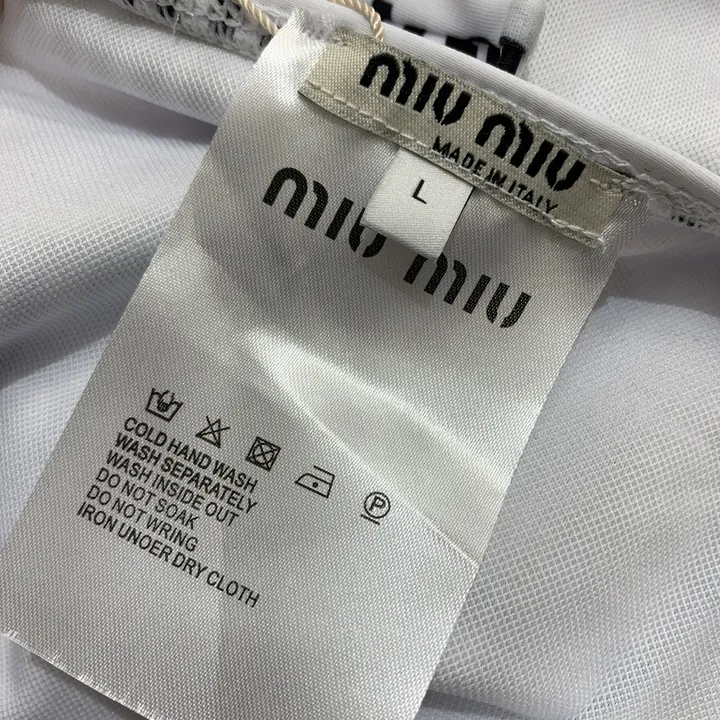 miu miu
MADE IN ITALY
L
miu miu
P
COLD HAND WASH
WASH SEPARATELY
WASH INSIDE OUT
DO NOT SOAK
DO NOT WRING
IRON UNOER DRY CLOTH